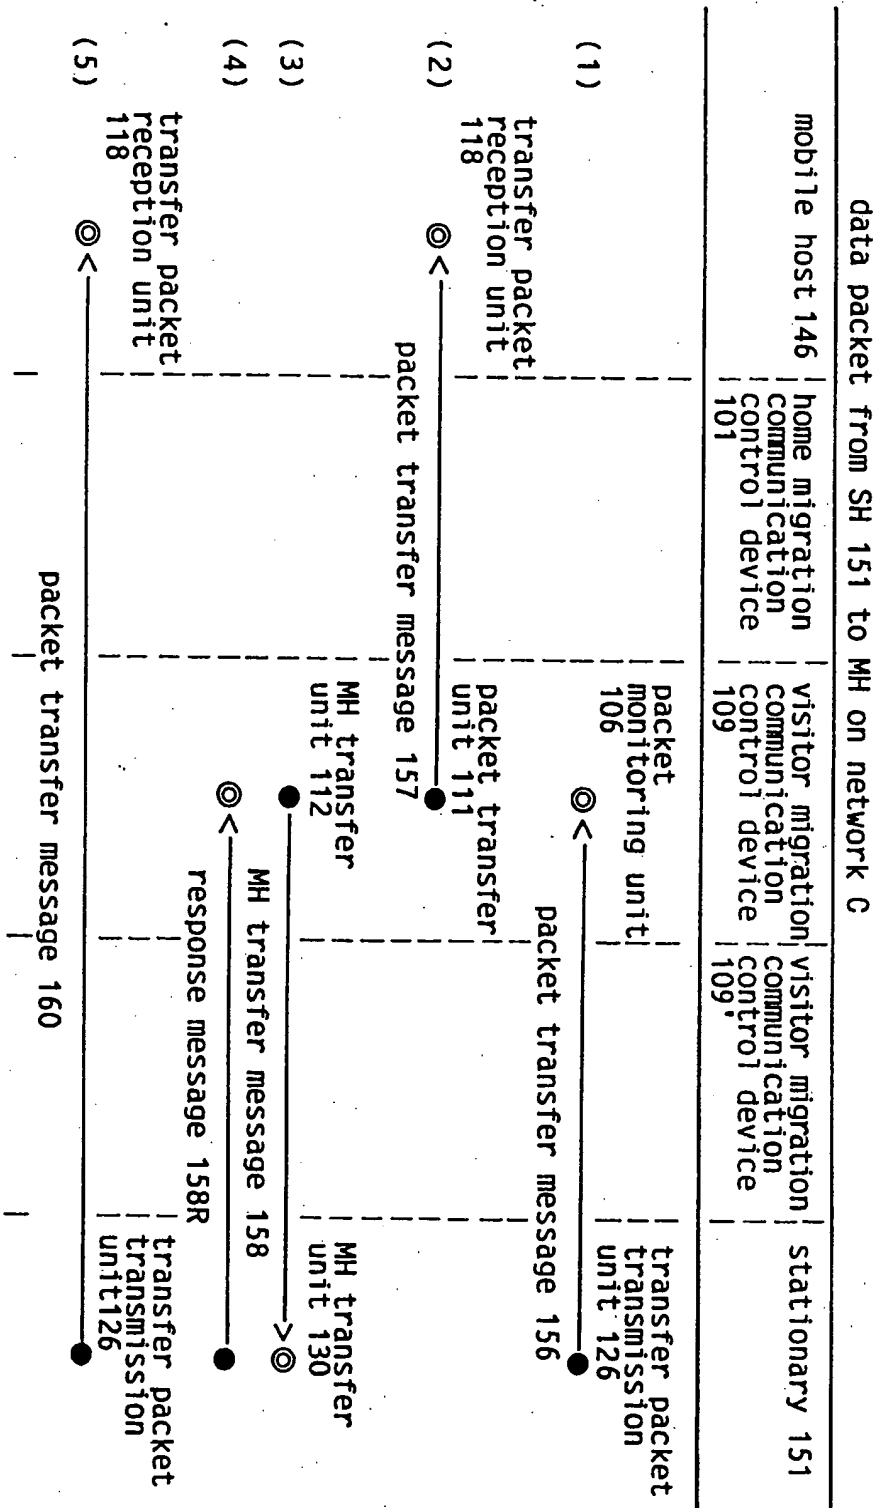 data packet from SH 151 to MH on network C
mobile host 146
home migration
communication
control device
101
visitor migration
communication
control device
109
visitor migration
communication
control device
109'
stationary 151
(1)
packet
monitoring unit
106
transfer packet
transmission
unit 126
packet transfer message 156
(2)
transfer packet
reception unit
118
packet transfer
unit 111
packet transfer message 157
(3)
MH transfer
unit 112
MH transfer
unit 130
MH transfer message 158
(4)
response message 158R
(5)
transfer packet
reception unit
118
transfer packet
transmission
unit126
packet transfer message 160